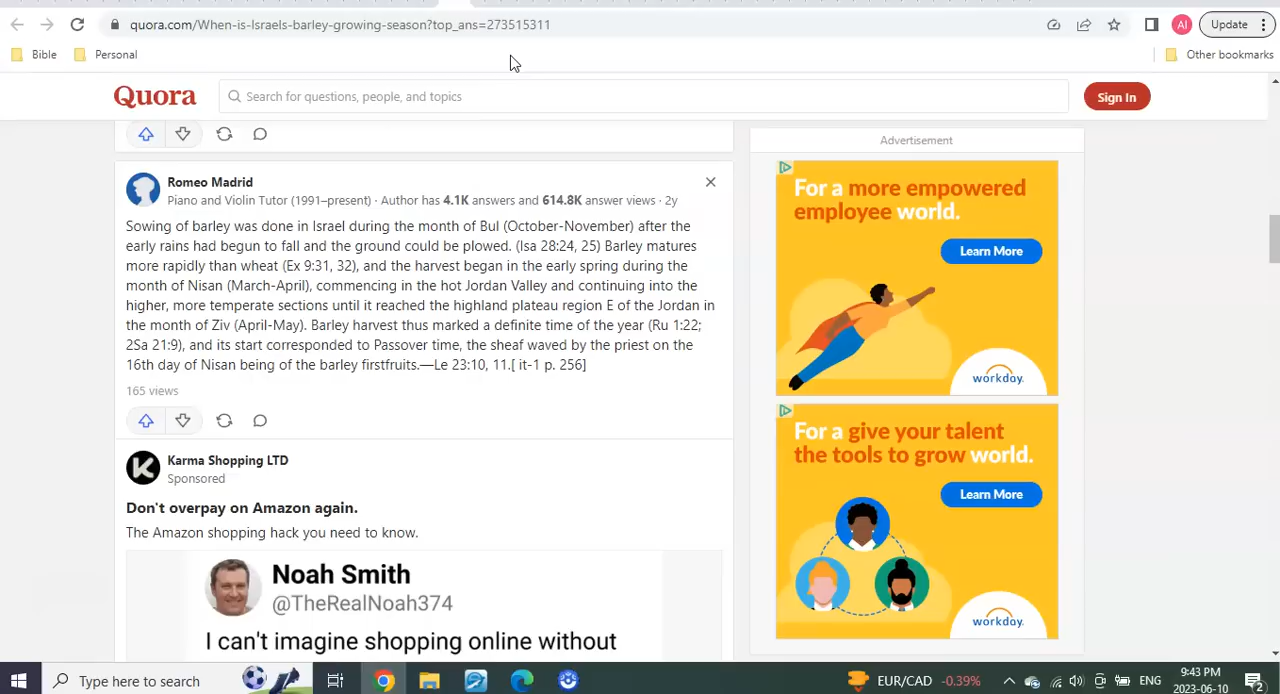 quora.com/When-is-Israels-barley-growing-season?top_ans=273515311
AI
Update
Bible
Personal
Other bookmarks
Quora
Search for questions, people, and topics
Sign In
Advertisement
Romeo Madrid
Piano and Violin Tutor (1991–present) · Author has 4.1K answers and 614.8K answer views · 2y
Sowing of barley was done in Israel during the month of Bul (October-November) after the
early rains had begun to fall and the ground could be plowed. (Isa 28:24, 25) Barley matures
more rapidly than wheat (Ex 9:31, 32), and the harvest began in the early spring during the
month of Nisan (March-April), commencing in the hot Jordan Valley and continuing into the
higher, more temperate sections until it reached the highland plateau region E of the Jordan in
the month of Ziv (April-May). Barley harvest thus marked a definite time of the year (Ru 1:22;
2Sa 21:9), and its start corresponded to Passover time, the sheaf waved by the priest on the
16th day of Nisan being of the barley firstfruits.—Le 23:10, 11.[ it-1 p. 256]
165 views
For a more empowered
employee world.
Learn More
workday.
For a give your talent
the tools to grow world.
Learn More
workday.
Karma Shopping LTD
Sponsored
Don't overpay on Amazon again.
The Amazon shopping hack you need to know.
Noah Smith
@TheRealNoah374
I can't imagine shopping online without
Type here to search
EUR/CAD -0.39%
ENG
9:43 PM
2023-06-10
2